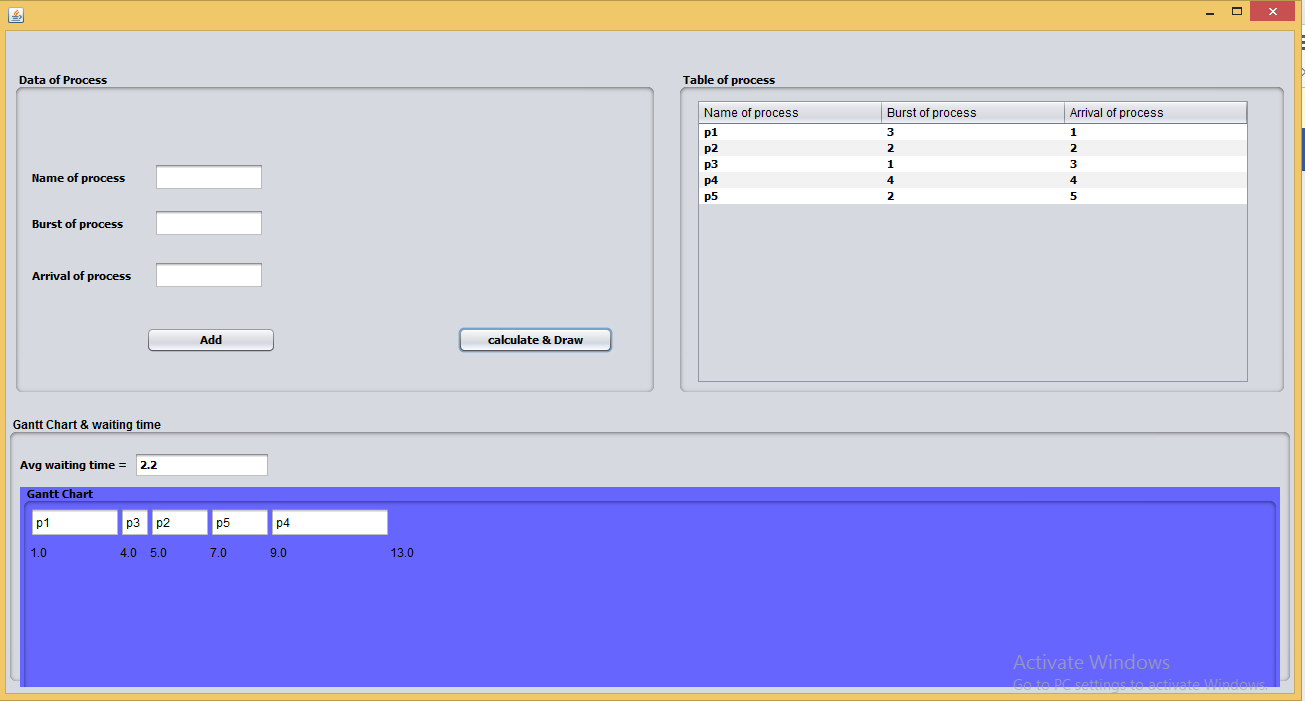 Data of Process
Name of process
Burst of process
Arrival of process
Add calculate & Draw
Table of process
Name of process Burst of process Arrival of process
p1 3 1
p2 2 2
p3 1 3
p4 4 4
p5 2 5
Gantt Chart & waiting time
Avg waiting time = 2.2
Gantt Chart
p1 p3 p2 p5 p4
1.0 4.0 5.0 7.0 9.0 13.0
Activate Windows
Go to PC settings to activate Windows.